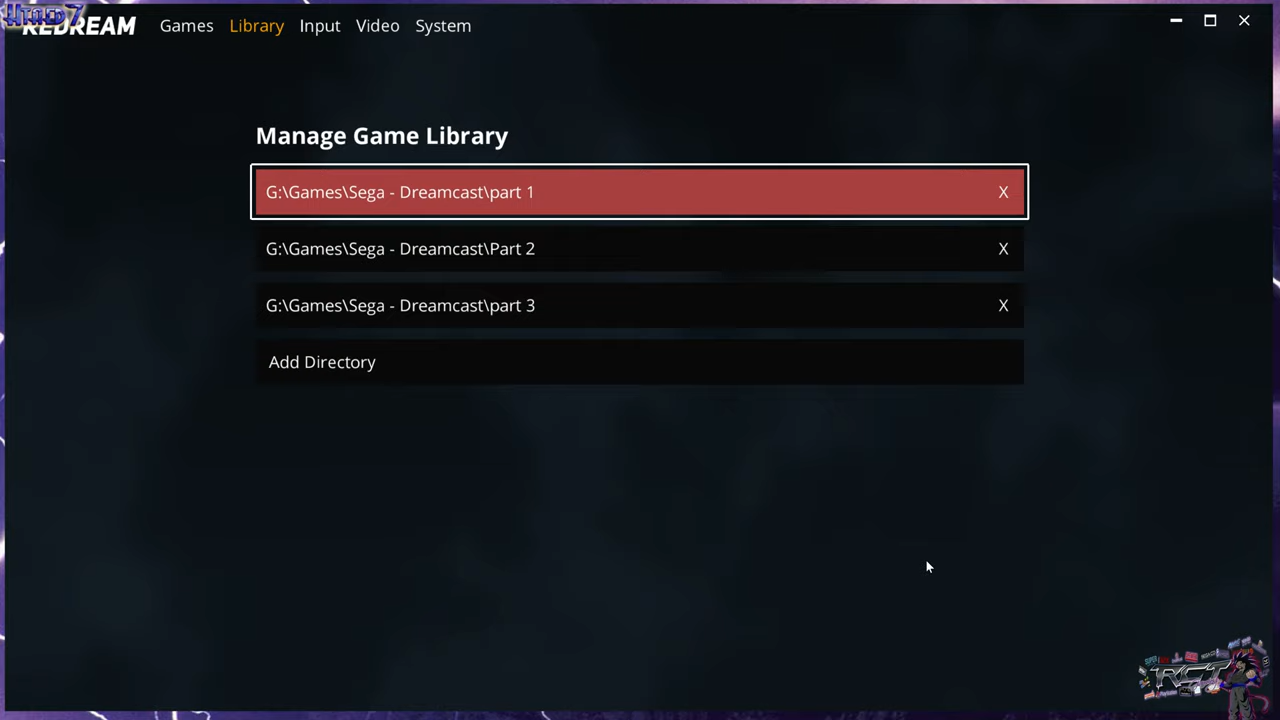 REDREAM Games Library Input Video System
Manage Game Library
G:\Games\Sega - Dreamcast\part 1 X
G:\Games\Sega - Dreamcast\Part 2 X
G:\Games\Sega - Dreamcast\part 3 X
Add Directory
RCT